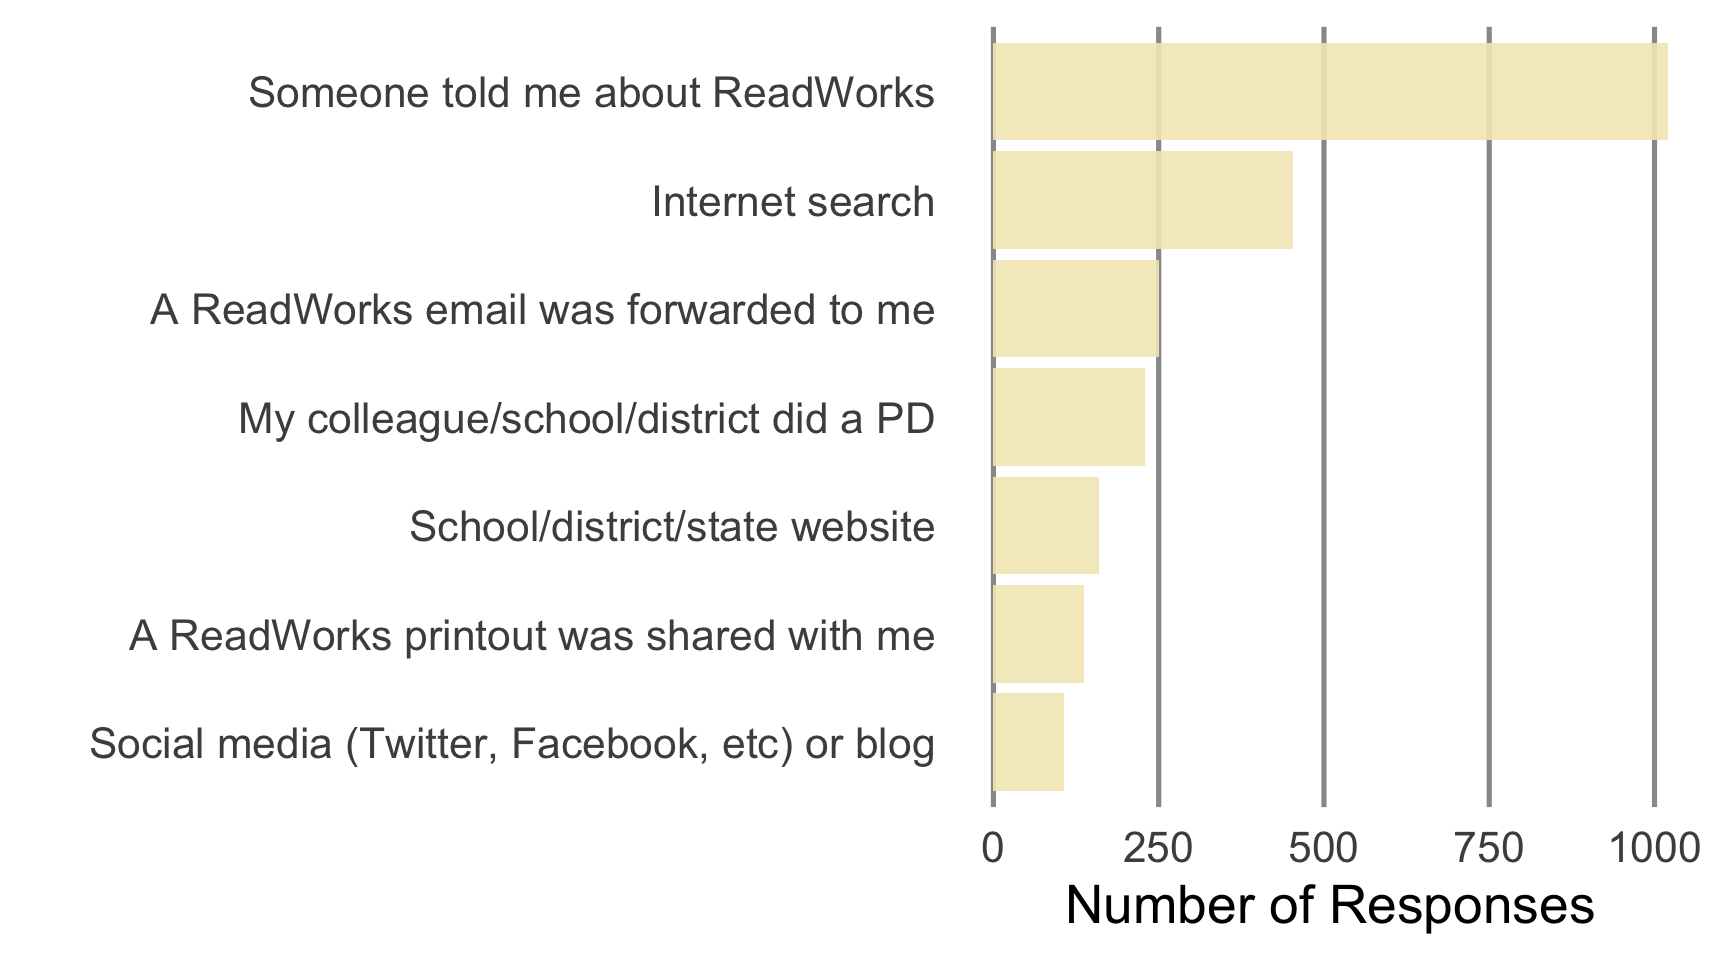 Someone told me about ReadWorks
Internet search
A ReadWorks email was forwarded to me
My colleague/school/district did a PD
School/district/state website
A ReadWorks printout was shared with me
Social media (Twitter, Facebook, etc) or blog
0 250 500 750 1000
Number of Responses